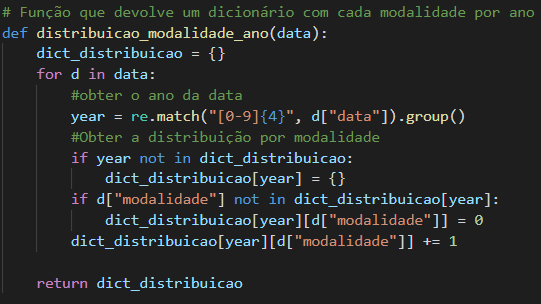 # Função que devolve um dicionário com cada modalidade por ano
def distribuicao_modalidade_ano(data):
    dict_distribuicao = {}
    for d in data:
        #obter o ano da data
        year = re.match("[0-9]{4}", d["data"]).group()
        #Obter a distribuição por modalidade
        if year not in dict_distribuicao:
            dict_distribuicao[year] = {}
        if d["modalidade"] not in dict_distribuicao[year]:
            dict_distribuicao[year][d["modalidade"]] = 0
        dict_distribuicao[year][d["modalidade"]] += 1
    return dict_distribuicao